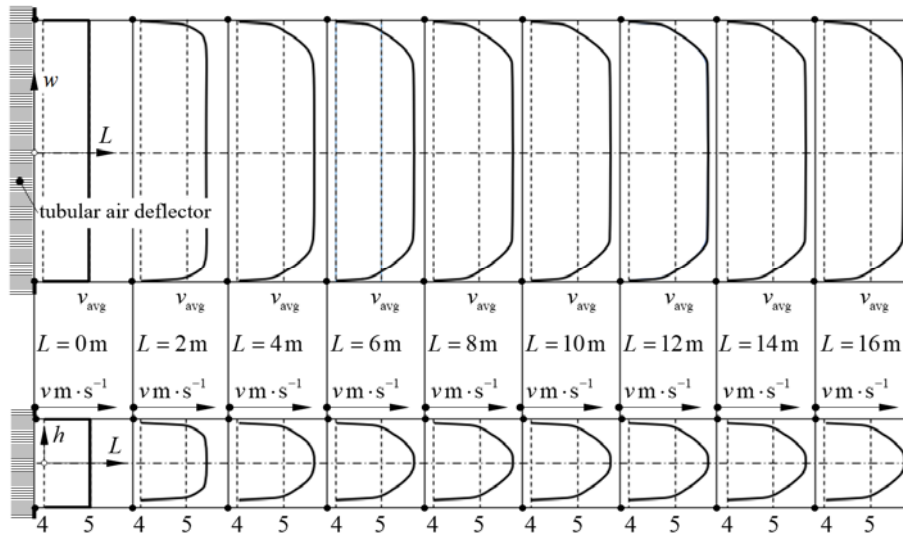 w
L
tubular air deflector
v_avg v_avg v_avg v_avg v_avg v_avg v_avg v_avg v_avg
L = 0 m L = 2 m L = 4 m L = 6 m L = 8 m L = 10 m L = 12 m L = 14 m L = 16 m
v m · s⁻¹ v m · s⁻¹ v m · s⁻¹ v m · s⁻¹ v m · s⁻¹ v m · s⁻¹ v m · s⁻¹ v m · s⁻¹ v m · s⁻¹
h
L
4 5 4 5 4 5 4 5 4 5 4 5 4 5 4 5 4 5